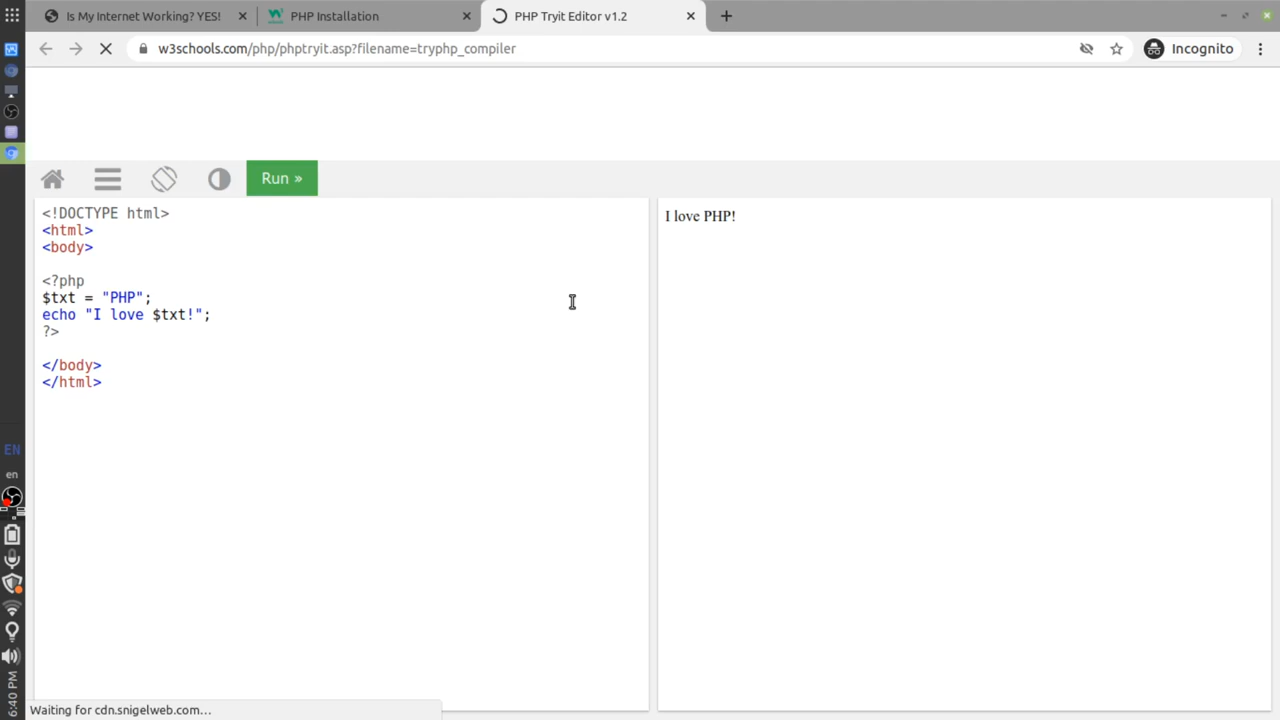 Is My Internet Working? YES!
PHP Installation
PHP Tryit Editor v1.2
w3schools.com/php/phptryit.asp?filename=tryphp_compiler
Incognito
Run »
<!DOCTYPE html>
<html>
<body>
<?php
$txt = "PHP";
echo "I love $txt!";
?>
</body>
</html>
I love PHP!
EN
en
6:40 PM
Waiting for cdn.snigelweb.com…